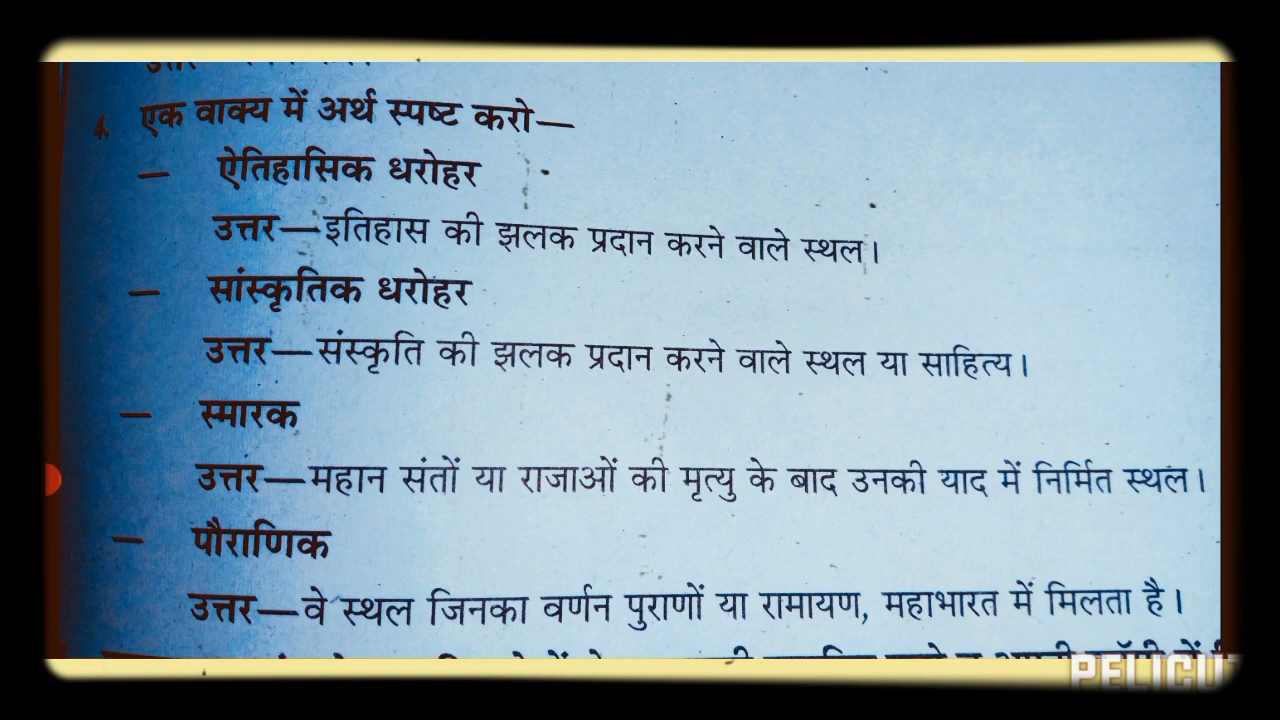 4. एक वाक्य में अर्थ स्पष्ट करो—
— ऐतिहासिक धरोहर
उत्तर—इतिहास की झलक प्रदान करने वाले स्थल।
— सांस्कृतिक धरोहर
उत्तर—संस्कृति की झलक प्रदान करने वाले स्थल या साहित्य।
— स्मारक
उत्तर—महान संतों या राजाओं की मृत्यु के बाद उनकी याद में निर्मित स्थल।
— पौराणिक
उत्तर—वे स्थल जिनका वर्णन पुराणों या रामायण, महाभारत में मिलता है।